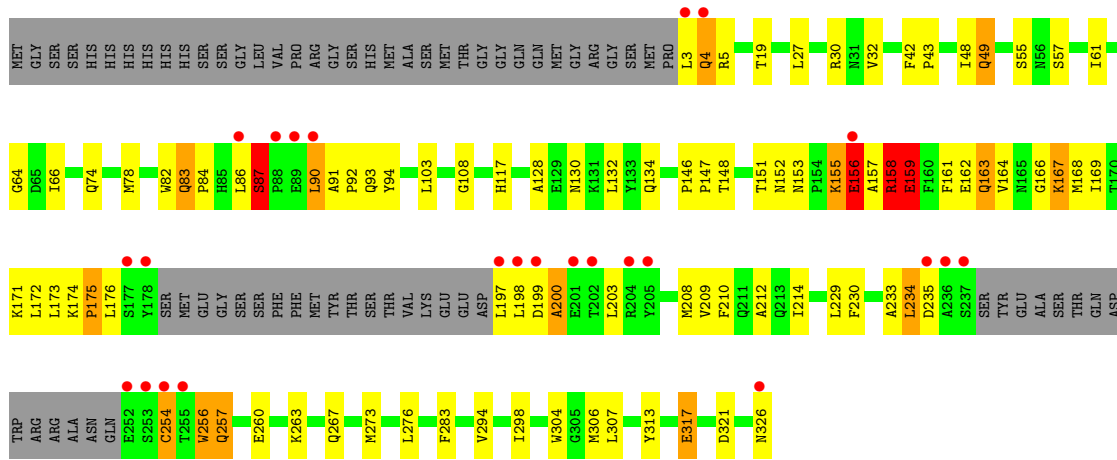 MET GLY SER SER HIS HIS HIS HIS HIS HIS SER SER GLY LEU VAL PRO ARG GLY SER HIS MET ALA SER MET THR GLY GLY GLN GLN MET GLY ARG GLY SER MET PRO L3 Q4 R5 T19 L27 R30 N31 V32 F42 P43 I48 Q49 S55 N56 S57 I61
G64 D65 I66 Q74 M78 W82 Q83 P84 H85 L86 S87 P88 E89 L90 A91 P92 Q93 Y94 L103 G108 H117 A128 E129 N130 K131 L132 Y133 Q134 P146 P147 T148 T151 N152 N153 P154 K155 E156 A157 R158 E159 F160 F161 E162 Q163 V164 N165 G166 K167 M168 I169 T170
K171 L172 L173 K174 P175 L176 S177 Y178 SER MET GLU GLY SER SER PHE PHE MET TYR THR SER THR VAL LYS GLU GLU ASP L197 L198 D199 A200 E201 T202 L203 R204 Y205 M208 V209 F210 Q211 A212 Q213 I214 L229 F230 A233 L234 D235 A236 S237 SER TYR GLU ALA SER THR GLN ASP
TRP ARG ARG ALA ASN GLN E252 S253 C254 T255 W256 Q257 E260 K263 Q267 M273 L276 F283 V294 I298 W304 G305 M306 L307 Y313 E317 D321 N326